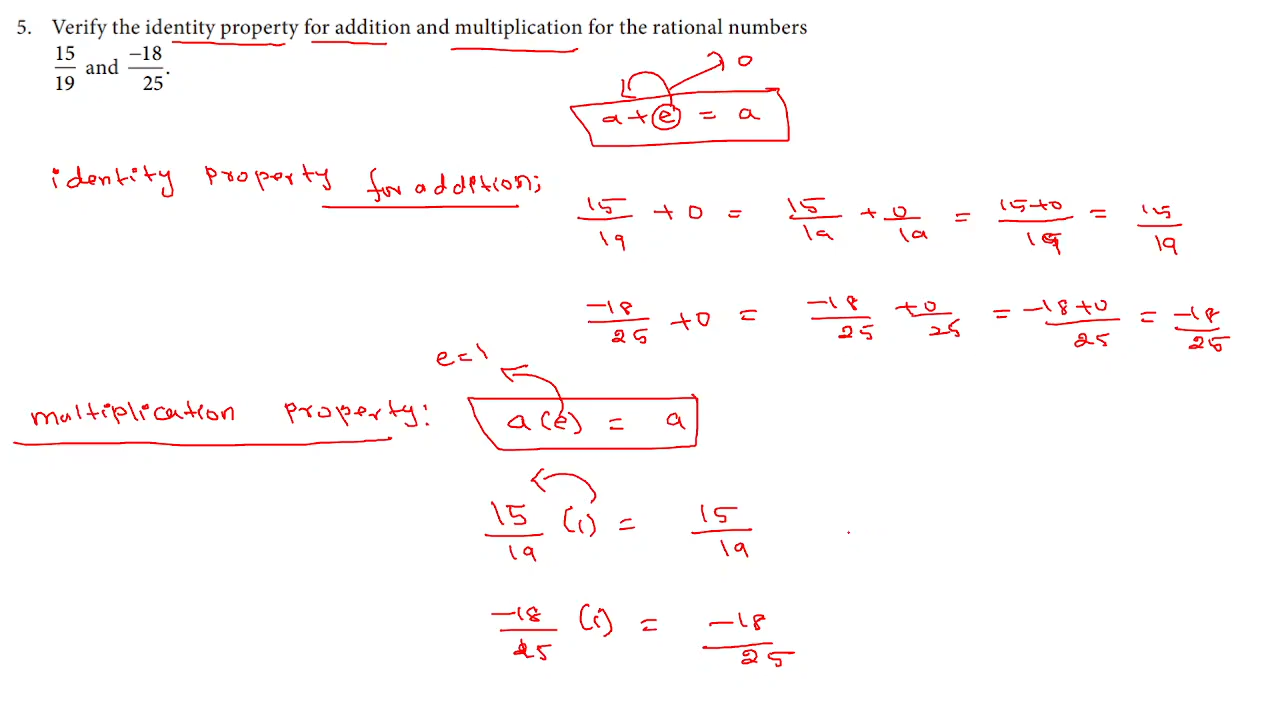 5. Verify the identity property for addition and multiplication for the rational numbers
15/19 and −18/25.
0
a + e = a
identity property for addition;
15/19 + 0 = 15/19 + 0/19 = 15+0/19 = 15/19
−18/25 + 0 = −18/25 + 0/25 = −18+0/25 = −18/25
e=1
multiplication property: a(e) = a
15/19 (1) = 15/19
−18/25 (1) = −18/25